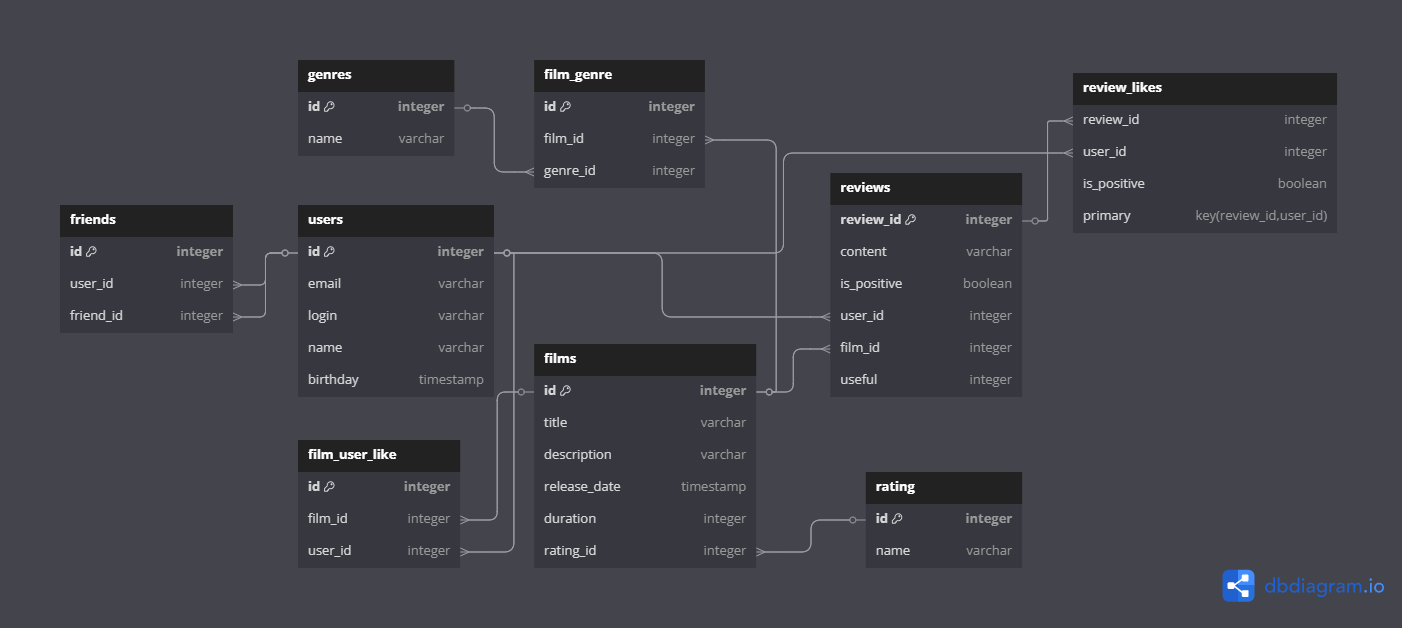 genres
id integer
name varchar
film_genre
id integer
film_id integer
genre_id integer
review_likes
review_id integer
user_id integer
is_positive boolean
primary key(review_id,user_id)
reviews
review_id integer
content varchar
is_positive boolean
user_id integer
film_id integer
useful integer
friends
id integer
user_id integer
friend_id integer
users
id integer
email varchar
login varchar
name varchar
birthday timestamp
films
id integer
title varchar
description varchar
release_date timestamp
duration integer
rating_id integer
film_user_like
id integer
film_id integer
user_id integer
rating
id integer
name varchar
dbdiagram.io